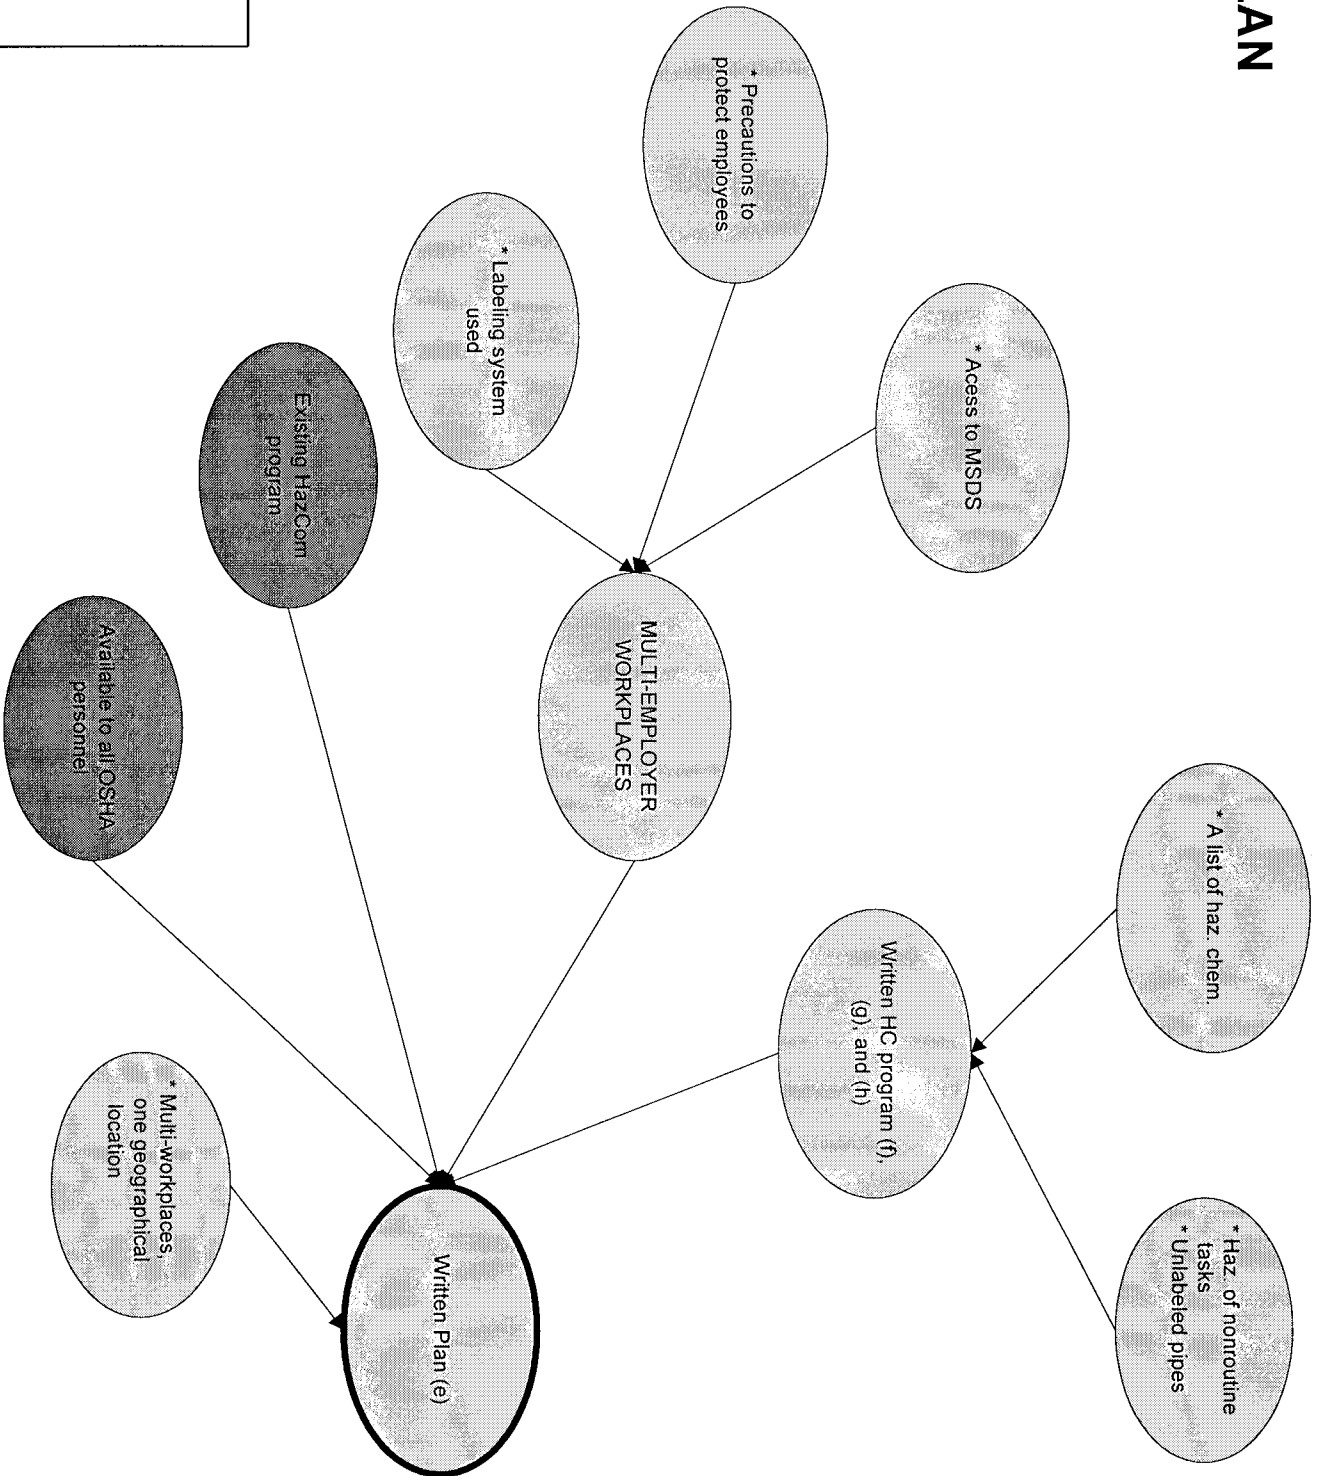 AN
* A list of haz. chem.
* Haz. of nonroutine
tasks
* Unlabeled pipes
* Acess to MSDS
Written HC program (f),
(g), and (h)
* Precautions to
protect employees
MULTI-EMPLOYER
WORKPLACES
* Labeling system
used
Written Plan (e)
Existing HazCom
program
* Multi-workplaces,
one geographical
location
Available to all OSHA
personnel